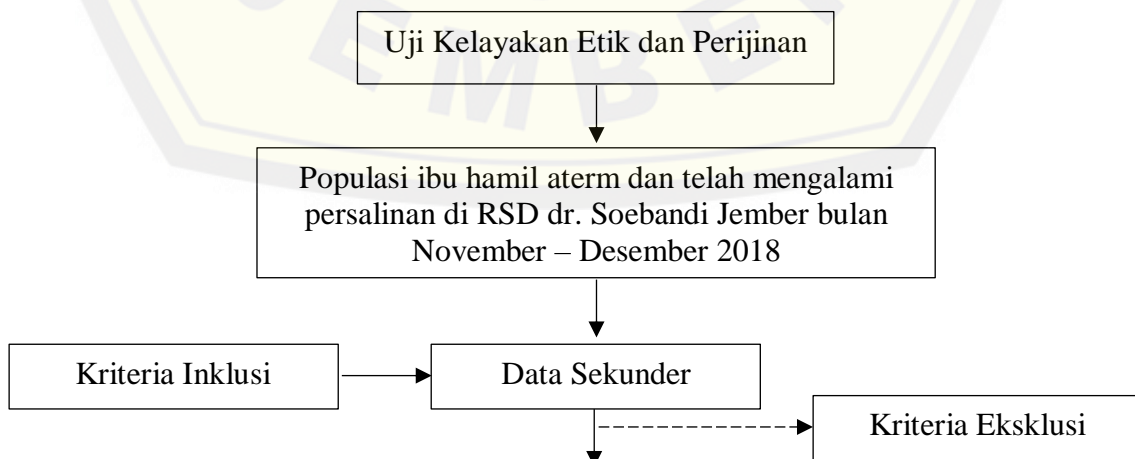 EMBE
Uji Kelayakan Etik dan Perijinan
Populasi ibu hamil aterm dan telah mengalami
persalinan di RSD dr. Soebandi Jember bulan
November – Desember 2018
Kriteria Inklusi
Data Sekunder
Kriteria Eksklusi